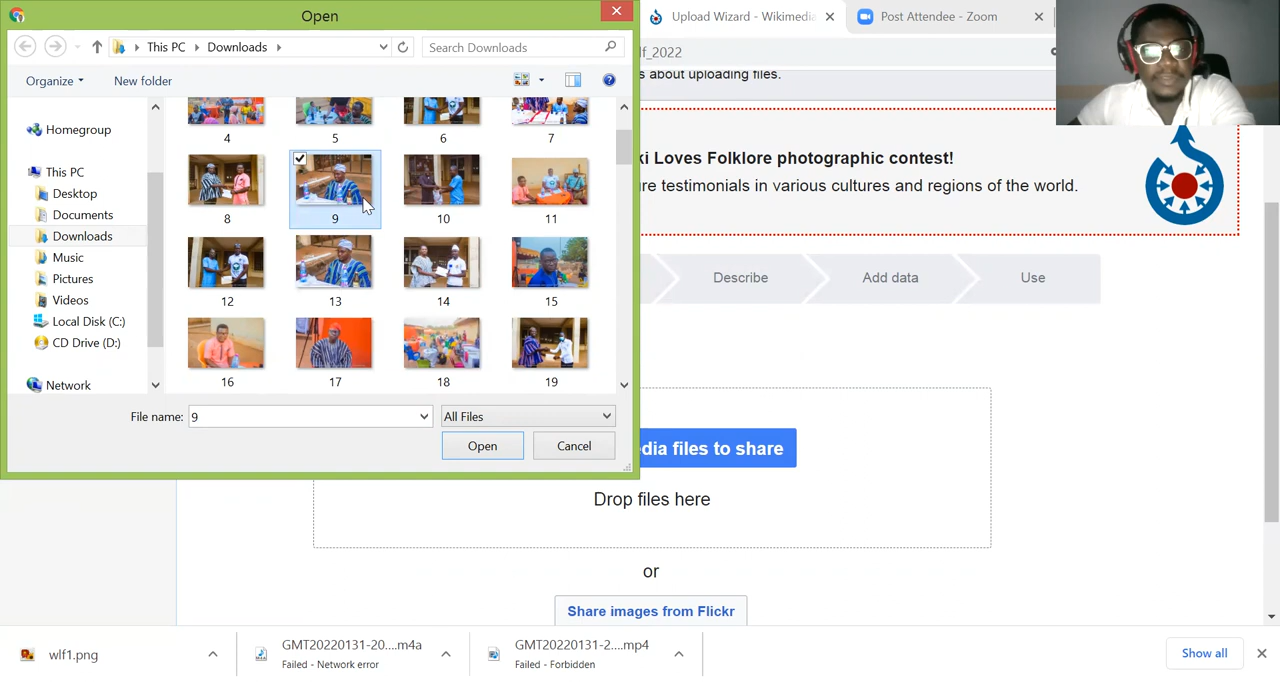 Open
This PC
Downloads
Search Downloads
Organize
New folder
Homegroup
This PC
Desktop
Documents
Downloads
Music
Pictures
Videos
Local Disk (C:)
CD Drive (D:)
Network
4
5
6
7
8
9
10
11
12
13
14
15
16
17
18
19
File name:
9
All Files
Open
Cancel
Upload Wizard - Wikimedia
Post Attendee - Zoom
lf_2022
s about uploading files.
ki Loves Folklore photographic contest!
re testimonials in various cultures and regions of the world.
Describe
Add data
Use
dia files to share
Drop files here
or
Share images from Flickr
wlf1.png
GMT20220131-20....m4a
Failed - Network error
GMT20220131-2....mp4
Failed - Forbidden
Show all